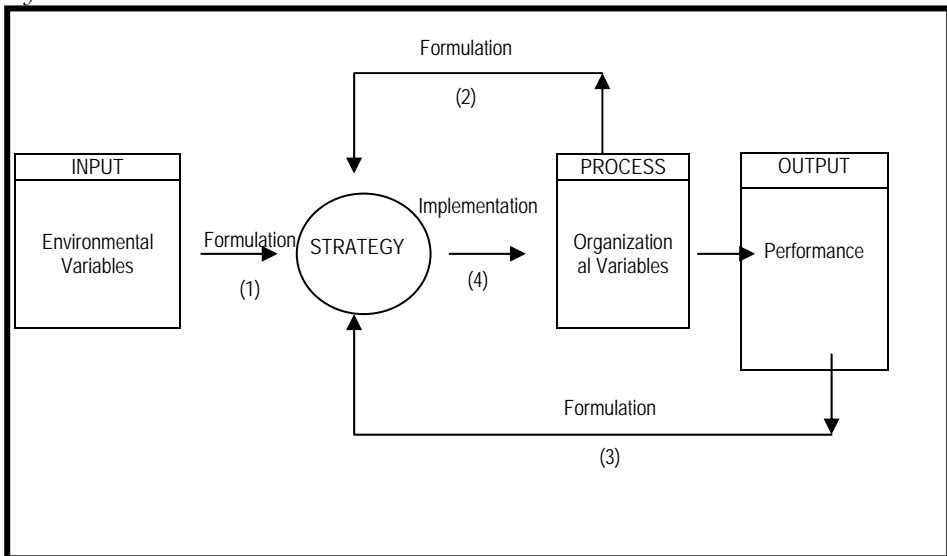 Formulation
(2)
INPUT
PROCESS
OUTPUT
Environmental
Variables
Formulation
(1)
STRATEGY
Implementation
(4)
Organization
al Variables
Performance
Formulation
(3)